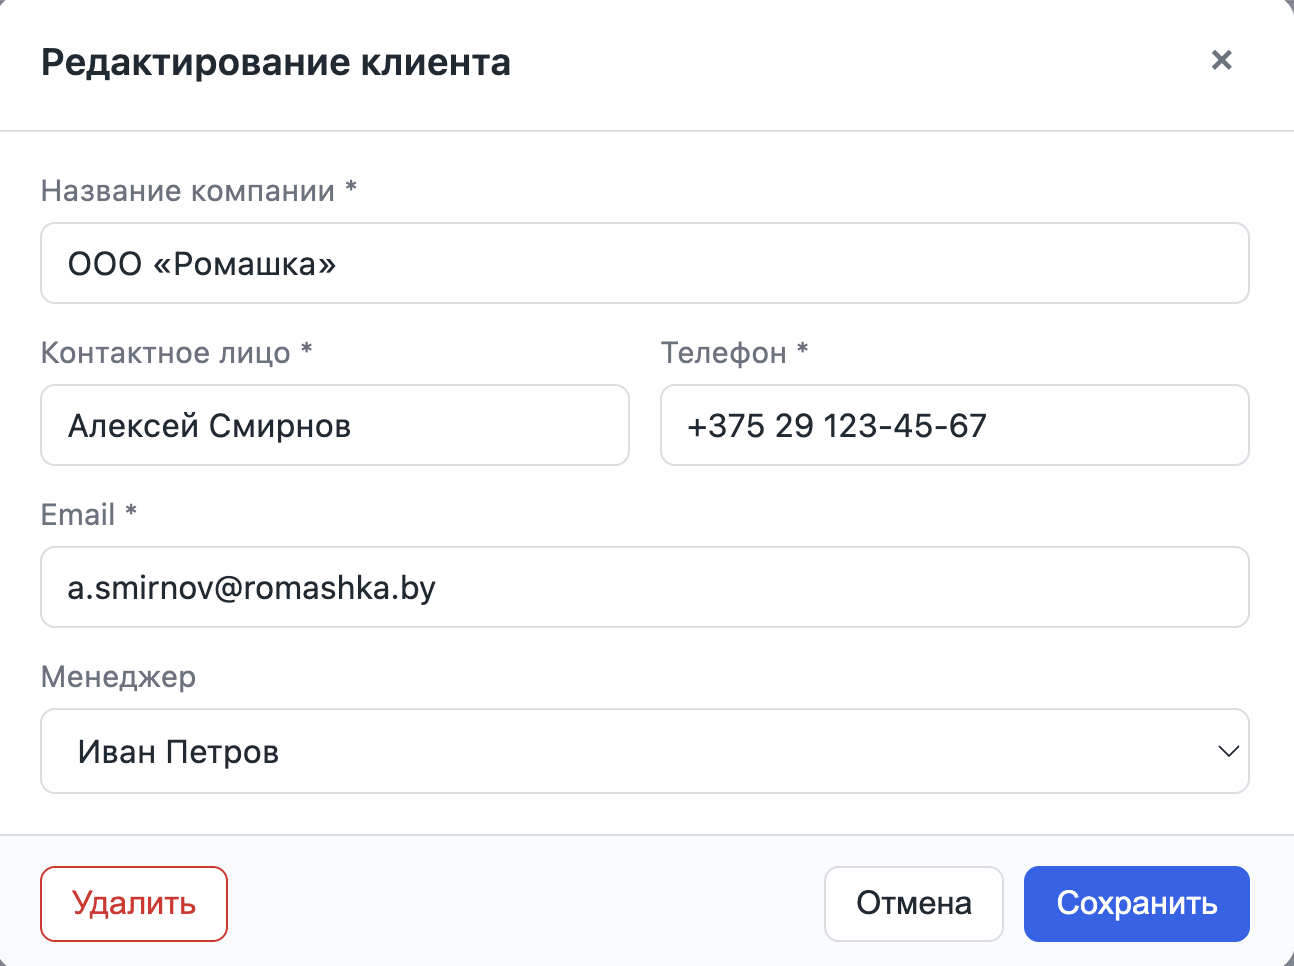 Редактирование клиента ×
Название компании *
ООО «Ромашка»
Контактное лицо * Телефон *
Алексей Смирнов +375 29 123-45-67
Email *
a.smirnov@romashka.by
Менеджер
Иван Петров
Удалить Отмена Сохранить